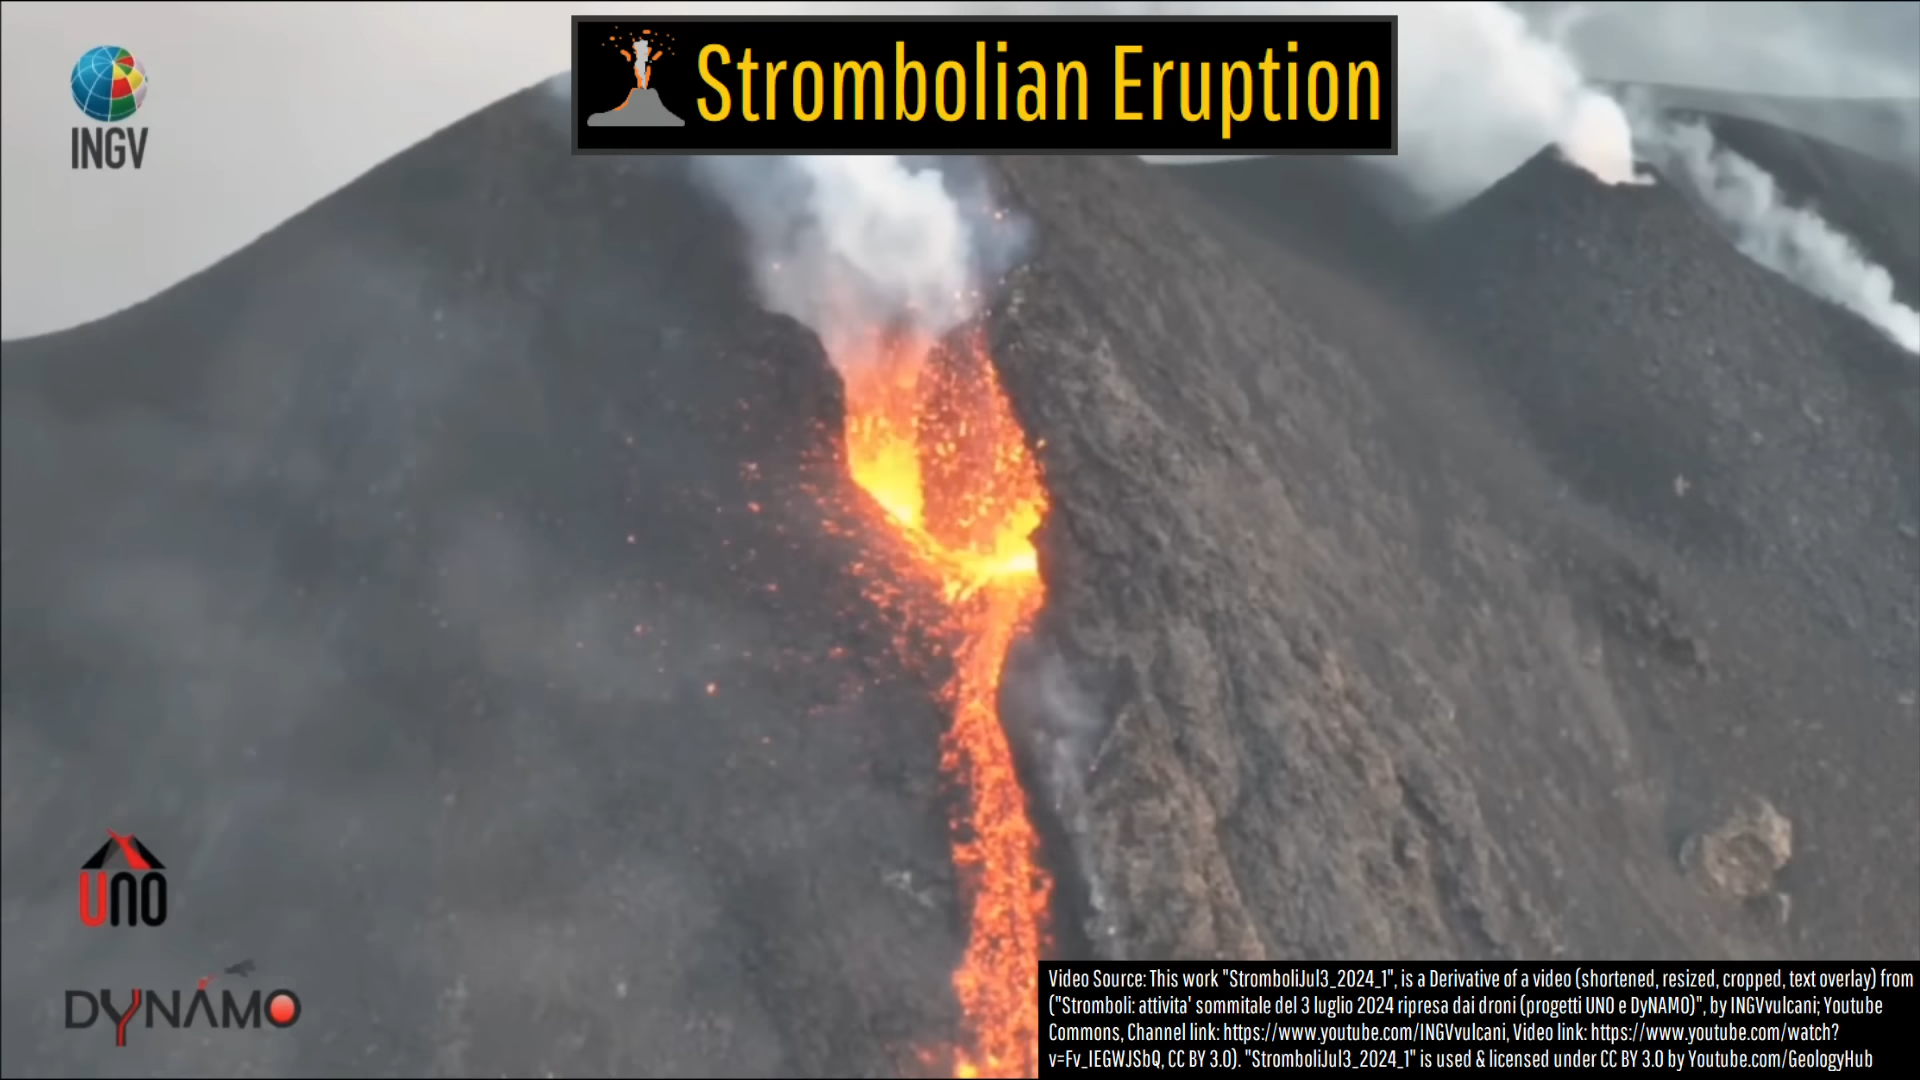 Strombolian Eruption
INGV
UNO
DYNAMO
Video Source: This work "StromboliJul3_2024_1", is a Derivative of a video (shortened, resized, cropped, text overlay) from
("Stromboli: attivita' sommitale del 3 luglio 2024 ripresa dai droni (progetti UNO e DyNAMO)", by INGVvulcani; Youtube
Commons, Channel link: https://www.youtube.com/INGVvulcani, Video link: https://www.youtube.com/watch?
v=Fv_IEGWJSbQ, CC BY 3.0). "StromboliJul3_2024_1" is used & licensed under CC BY 3.0 by Youtube.com/GeologyHub